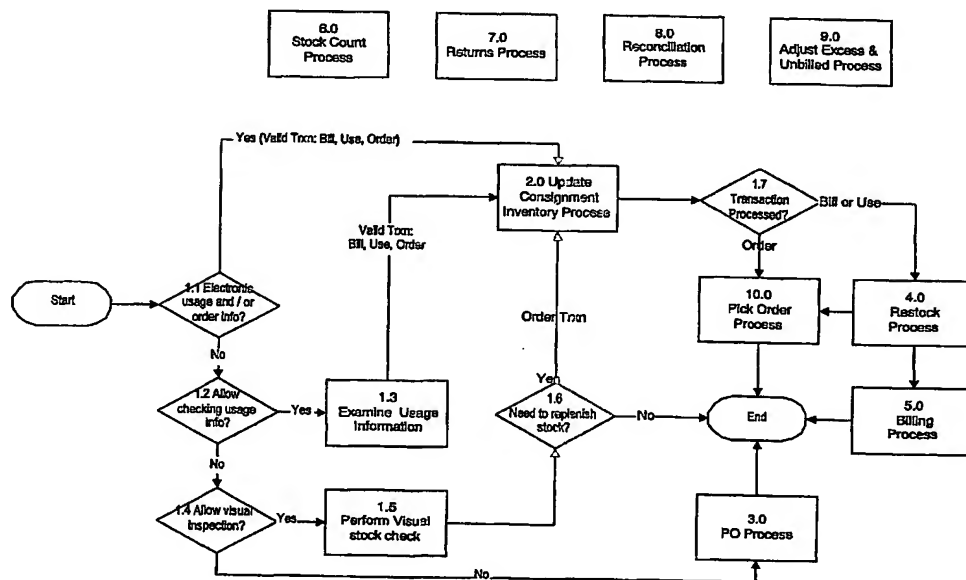 6.0
Stock Count
Process
7.0
Returns Process
8.0
Reconciliation
Process
9.0
Adjust Excess &
Unbilled Process
Yes (Valid Txn: Bill, Use, Order)
2.0 Update
Consignment
Inventory Process
1.7
Transaction
Processed?
Bill or Use
Order
Valid Txn:
Bill, Use, Order
Start
1.1 Electronic
usage and / or
order info?
10.0
Pick Order
Process
4.0
Restock
Process
Order Txn
No
1.2 Allow
checking usage
info?
Yes
1.3
Examine Usage
Information
Yes
1.6
Need to replenish
stock?
No
End
5.0
Billing
Process
No
1.4 Allow visual
inspection?
Yes
1.5
Perform Visual
stock check
3.0
PO Process
No